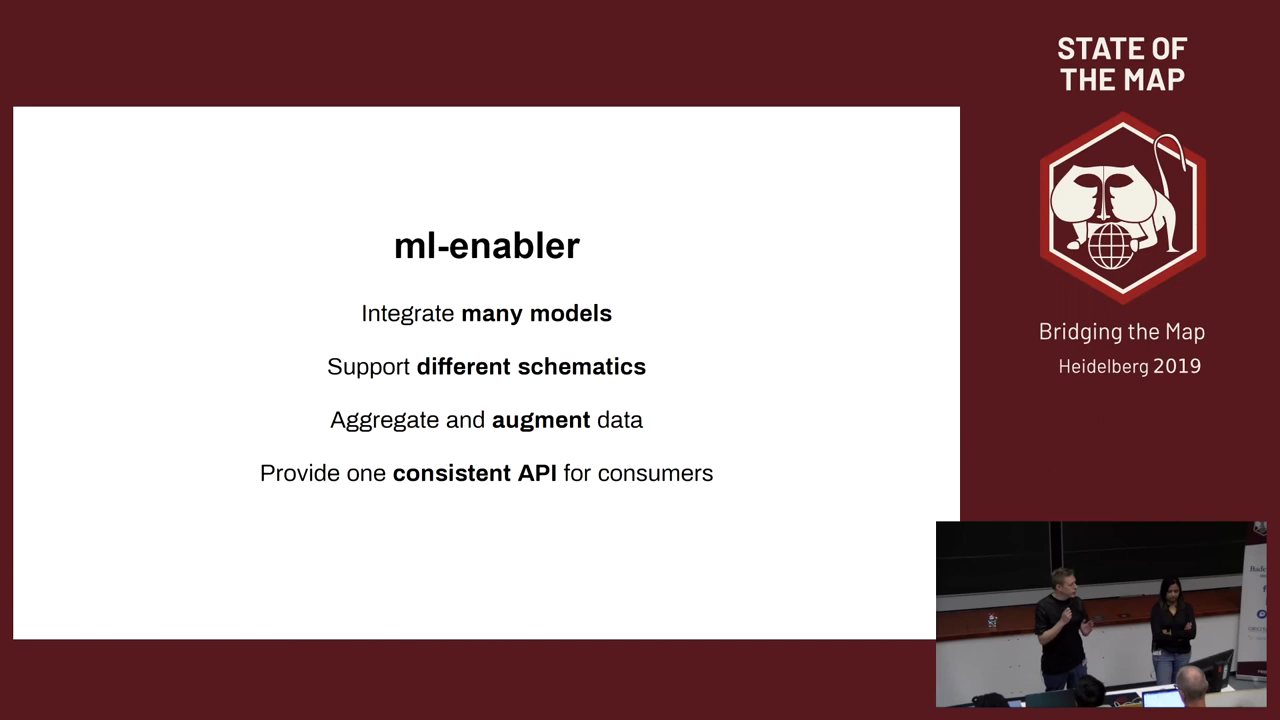 STATE OF
THE MAP
ml-enabler
Integrate many models
Support different schematics
Aggregate and augment data
Provide one consistent API for consumers
Bridging the Map
Heidelberg 2019